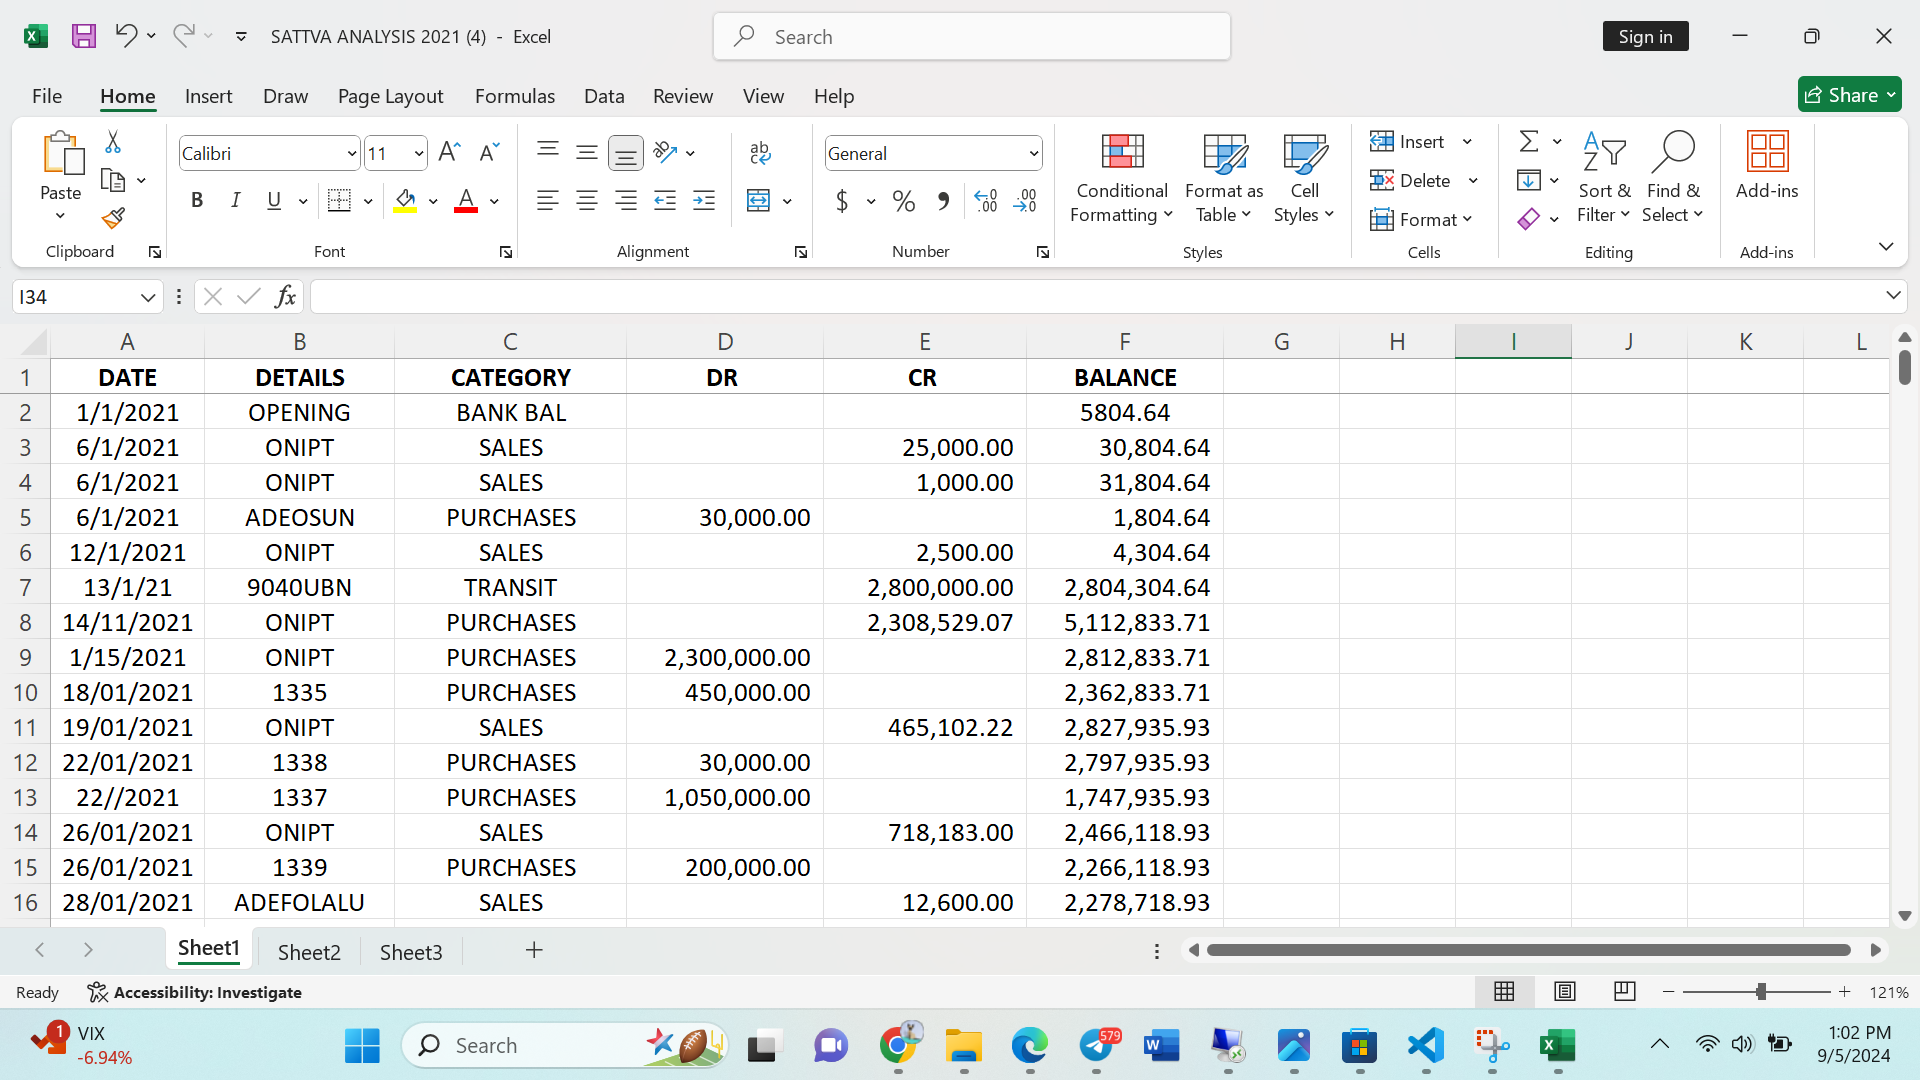 SATTVA ANALYSIS 2021 (4) - Excel
Search
Sign in
File Home Insert Draw Page Layout Formulas Data Review View Help
Share
Paste
Clipboard
Calibri 11
B I U
Font
ab
Alignment
General
$ % ,
Number
Conditional Formatting
Format as Table
Cell Styles
Styles
Insert
Delete
Format
Cells
Sort & Filter
Find & Select
Editing
Add-ins
Add-ins
I34
fx
A B C D E F G H I J K L
1 DATE DETAILS CATEGORY DR CR BALANCE
2 1/1/2021 OPENING BANK BAL 5804.64
3 6/1/2021 ONIPT SALES 25,000.00 30,804.64
4 6/1/2021 ONIPT SALES 1,000.00 31,804.64
5 6/1/2021 ADEOSUN PURCHASES 30,000.00 1,804.64
6 12/1/2021 ONIPT SALES 2,500.00 4,304.64
7 13/1/21 9040UBN TRANSIT 2,800,000.00 2,804,304.64
8 14/11/2021 ONIPT PURCHASES 2,308,529.07 5,112,833.71
9 1/15/2021 ONIPT PURCHASES 2,300,000.00 2,812,833.71
10 18/01/2021 1335 PURCHASES 450,000.00 2,362,833.71
11 19/01/2021 ONIPT SALES 465,102.22 2,827,935.93
12 22/01/2021 1338 PURCHASES 30,000.00 2,797,935.93
13 22//2021 1337 PURCHASES 1,050,000.00 1,747,935.93
14 26/01/2021 ONIPT SALES 718,183.00 2,466,118.93
15 26/01/2021 1339 PURCHASES 200,000.00 2,266,118.93
16 28/01/2021 ADEFOLALU SALES 12,600.00 2,278,718.93
Sheet1 Sheet2 Sheet3
Ready Accessibility: Investigate
121%
1
VIX
-6.94%
Search
579
1:02 PM
9/5/2024